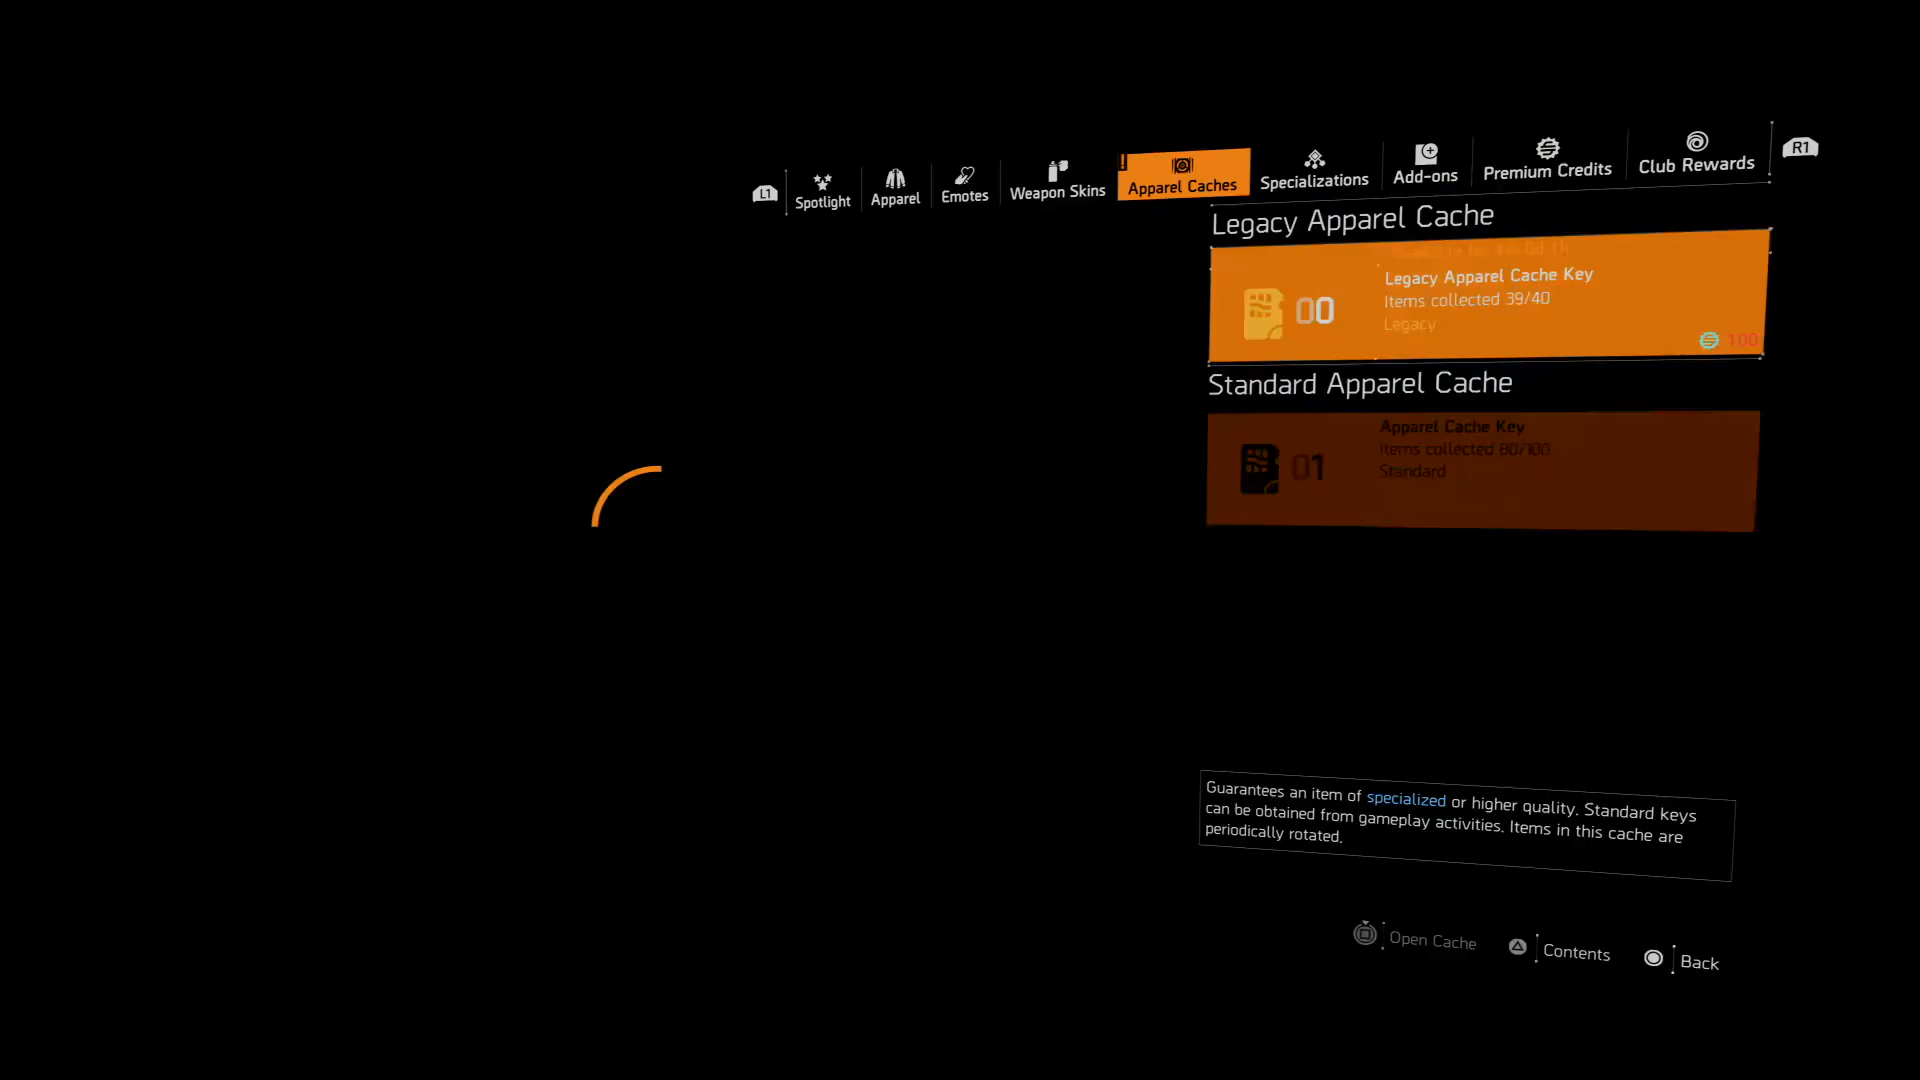 L1
Spotlight
Apparel
Emotes
Weapon Skins
!
Apparel Caches
Specializations
Add-ons
Premium Credits
Club Rewards
R1
Legacy Apparel Cache
00
Legacy Apparel Cache Key
Items collected 39/40
Legacy
100
Standard Apparel Cache
01
Apparel Cache Key
Items collected 80/100
Standard
Guarantees an item of specialized or higher quality. Standard keys
can be obtained from gameplay activities. Items in this cache are
periodically rotated.
Open Cache
Contents
Back